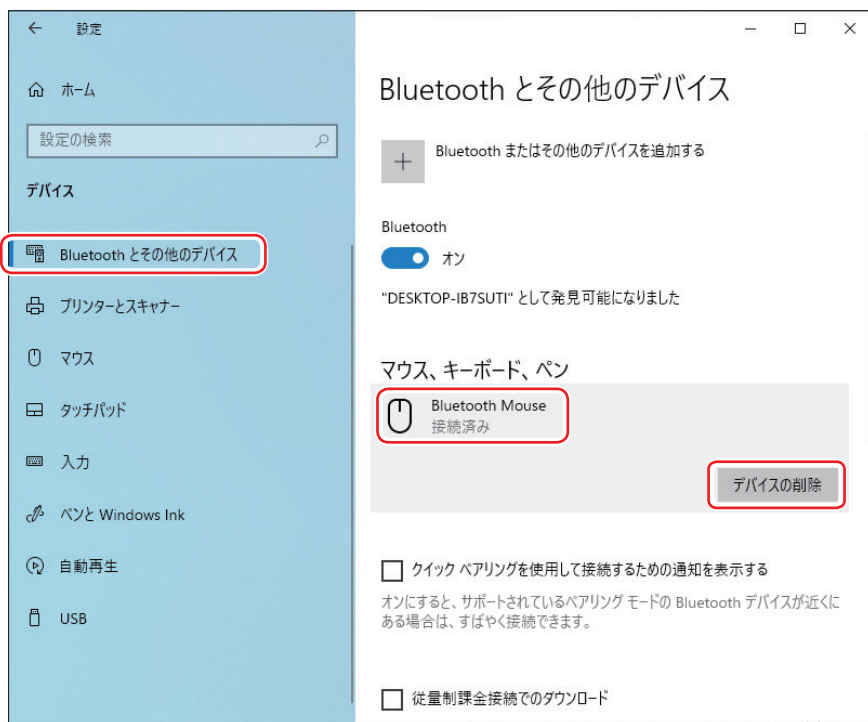 設定
ホーム
設定の検索
デバイス
Bluetooth とその他のデバイス
プリンターとスキャナー
マウス
タッチパッド
入力
ペンと Windows Ink
自動再生
USB
Bluetooth とその他のデバイス
Bluetooth またはその他のデバイスを追加する
Bluetooth
オン
"DESKTOP-IB7SUTI" として発見可能になりました
マウス、キーボード、ペン
Bluetooth Mouse
接続済み
デバイスの削除
クイック ペアリングを使用して接続するための通知を表示する
オンにすると、サポートされているペアリング モードの Bluetooth デバイスが近くに
ある場合は、すばやく接続できます。
従量制課金接続でのダウンロード